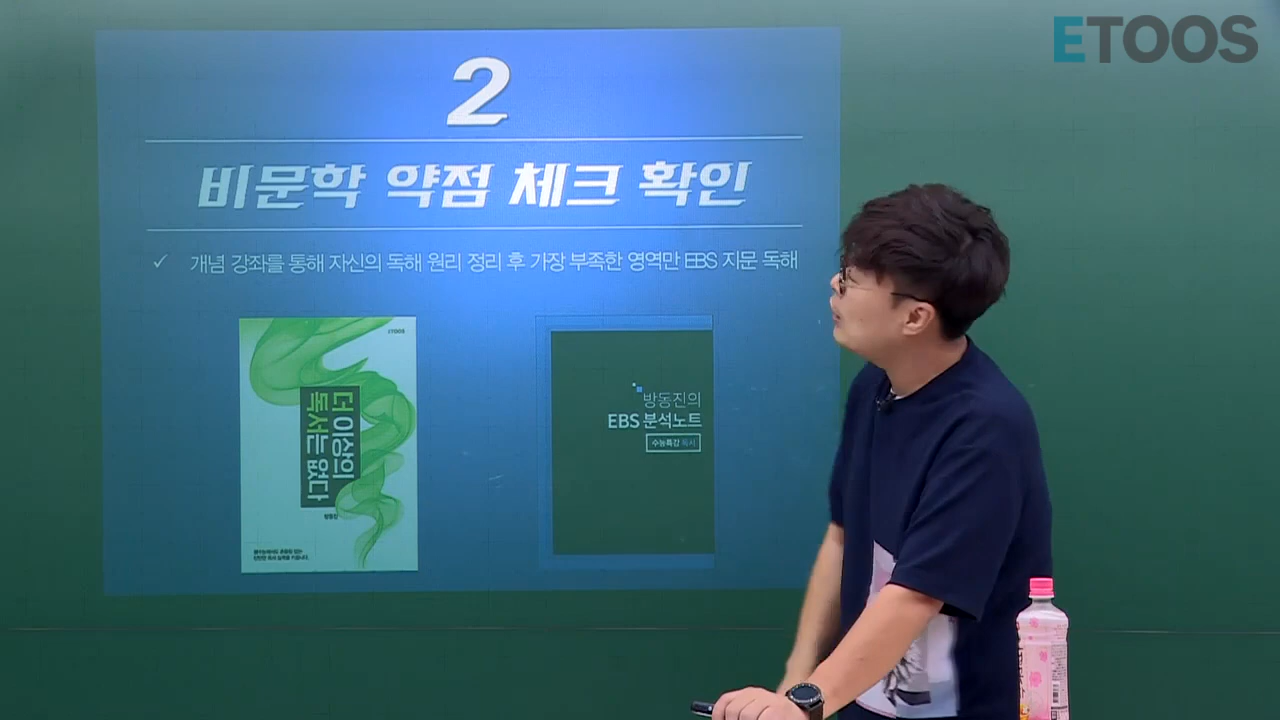 ETOOS
2
비문학 약점 체크 확인
✓ 개념 강좌를 통해 자신의 독해 원리 정리 후 가장 부족한 영역만 EBS 지문 독해
ETOOS
더 이상의
독서는 없다
방동진
방동진의
EBS 분석노트
수능특강 독서